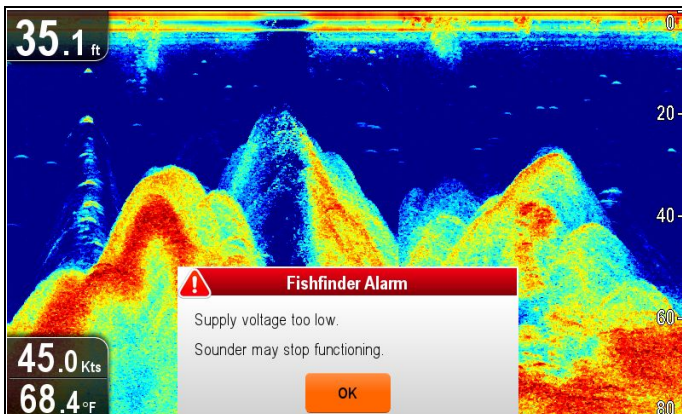 35.1 ft
0
20
40
Fishfinder Alarm
Supply voltage too low.
60
Sounder may stop functioning.
45.0 Kts
OK
68.4°F
80